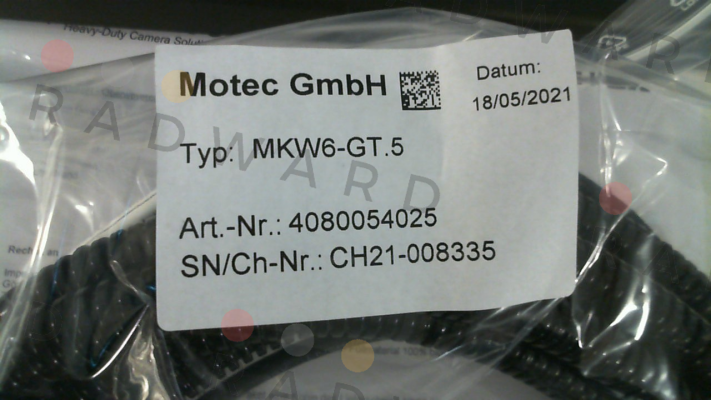 Heavy-Duty Camera
Motec GmbH
Datum:
18/05/2021
Typ: MKW6-GT.5
Art.-Nr.: 4080054025
SN/Ch-Nr.: CH21-008335
RADWARD